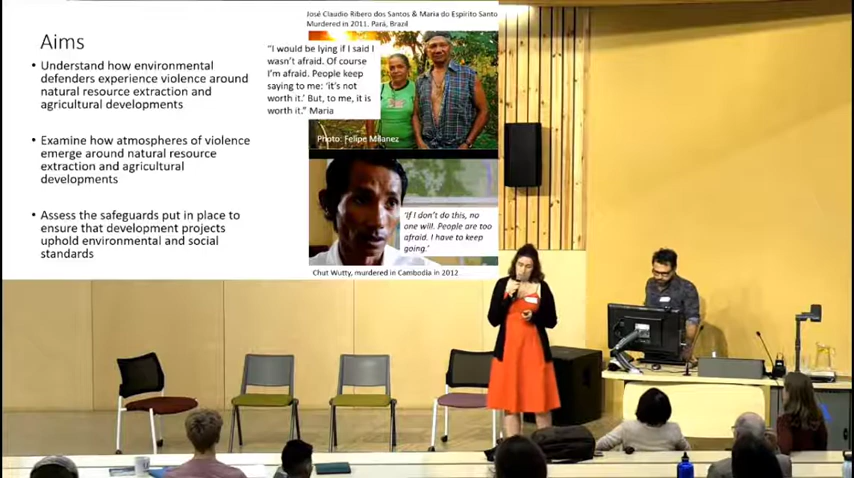 Aims
• Understand how environmental
defenders experience violence around
natural resource extraction and
agricultural developments
• Examine how atmospheres of violence
emerge around natural resource
extraction and agricultural
developments
• Assess the safeguards put in place to
ensure that development projects
uphold environmental and social
standards
José Claudio Ribero dos Santos & Maria do Espírito Santo
Murdered in 2011. Pará, Brazil
“I would be lying if I said I
wasn’t afraid. Of course
I’m afraid. People keep
saying to me: ‘it’s not
worth it.’ But, to me, it is
worth it.” Maria
Photo: Felipe Milanez
‘If I don’t do this, no
one will. People are too
afraid. I have to keep
going.’
Chut Wutty, murdered in Cambodia in 2012